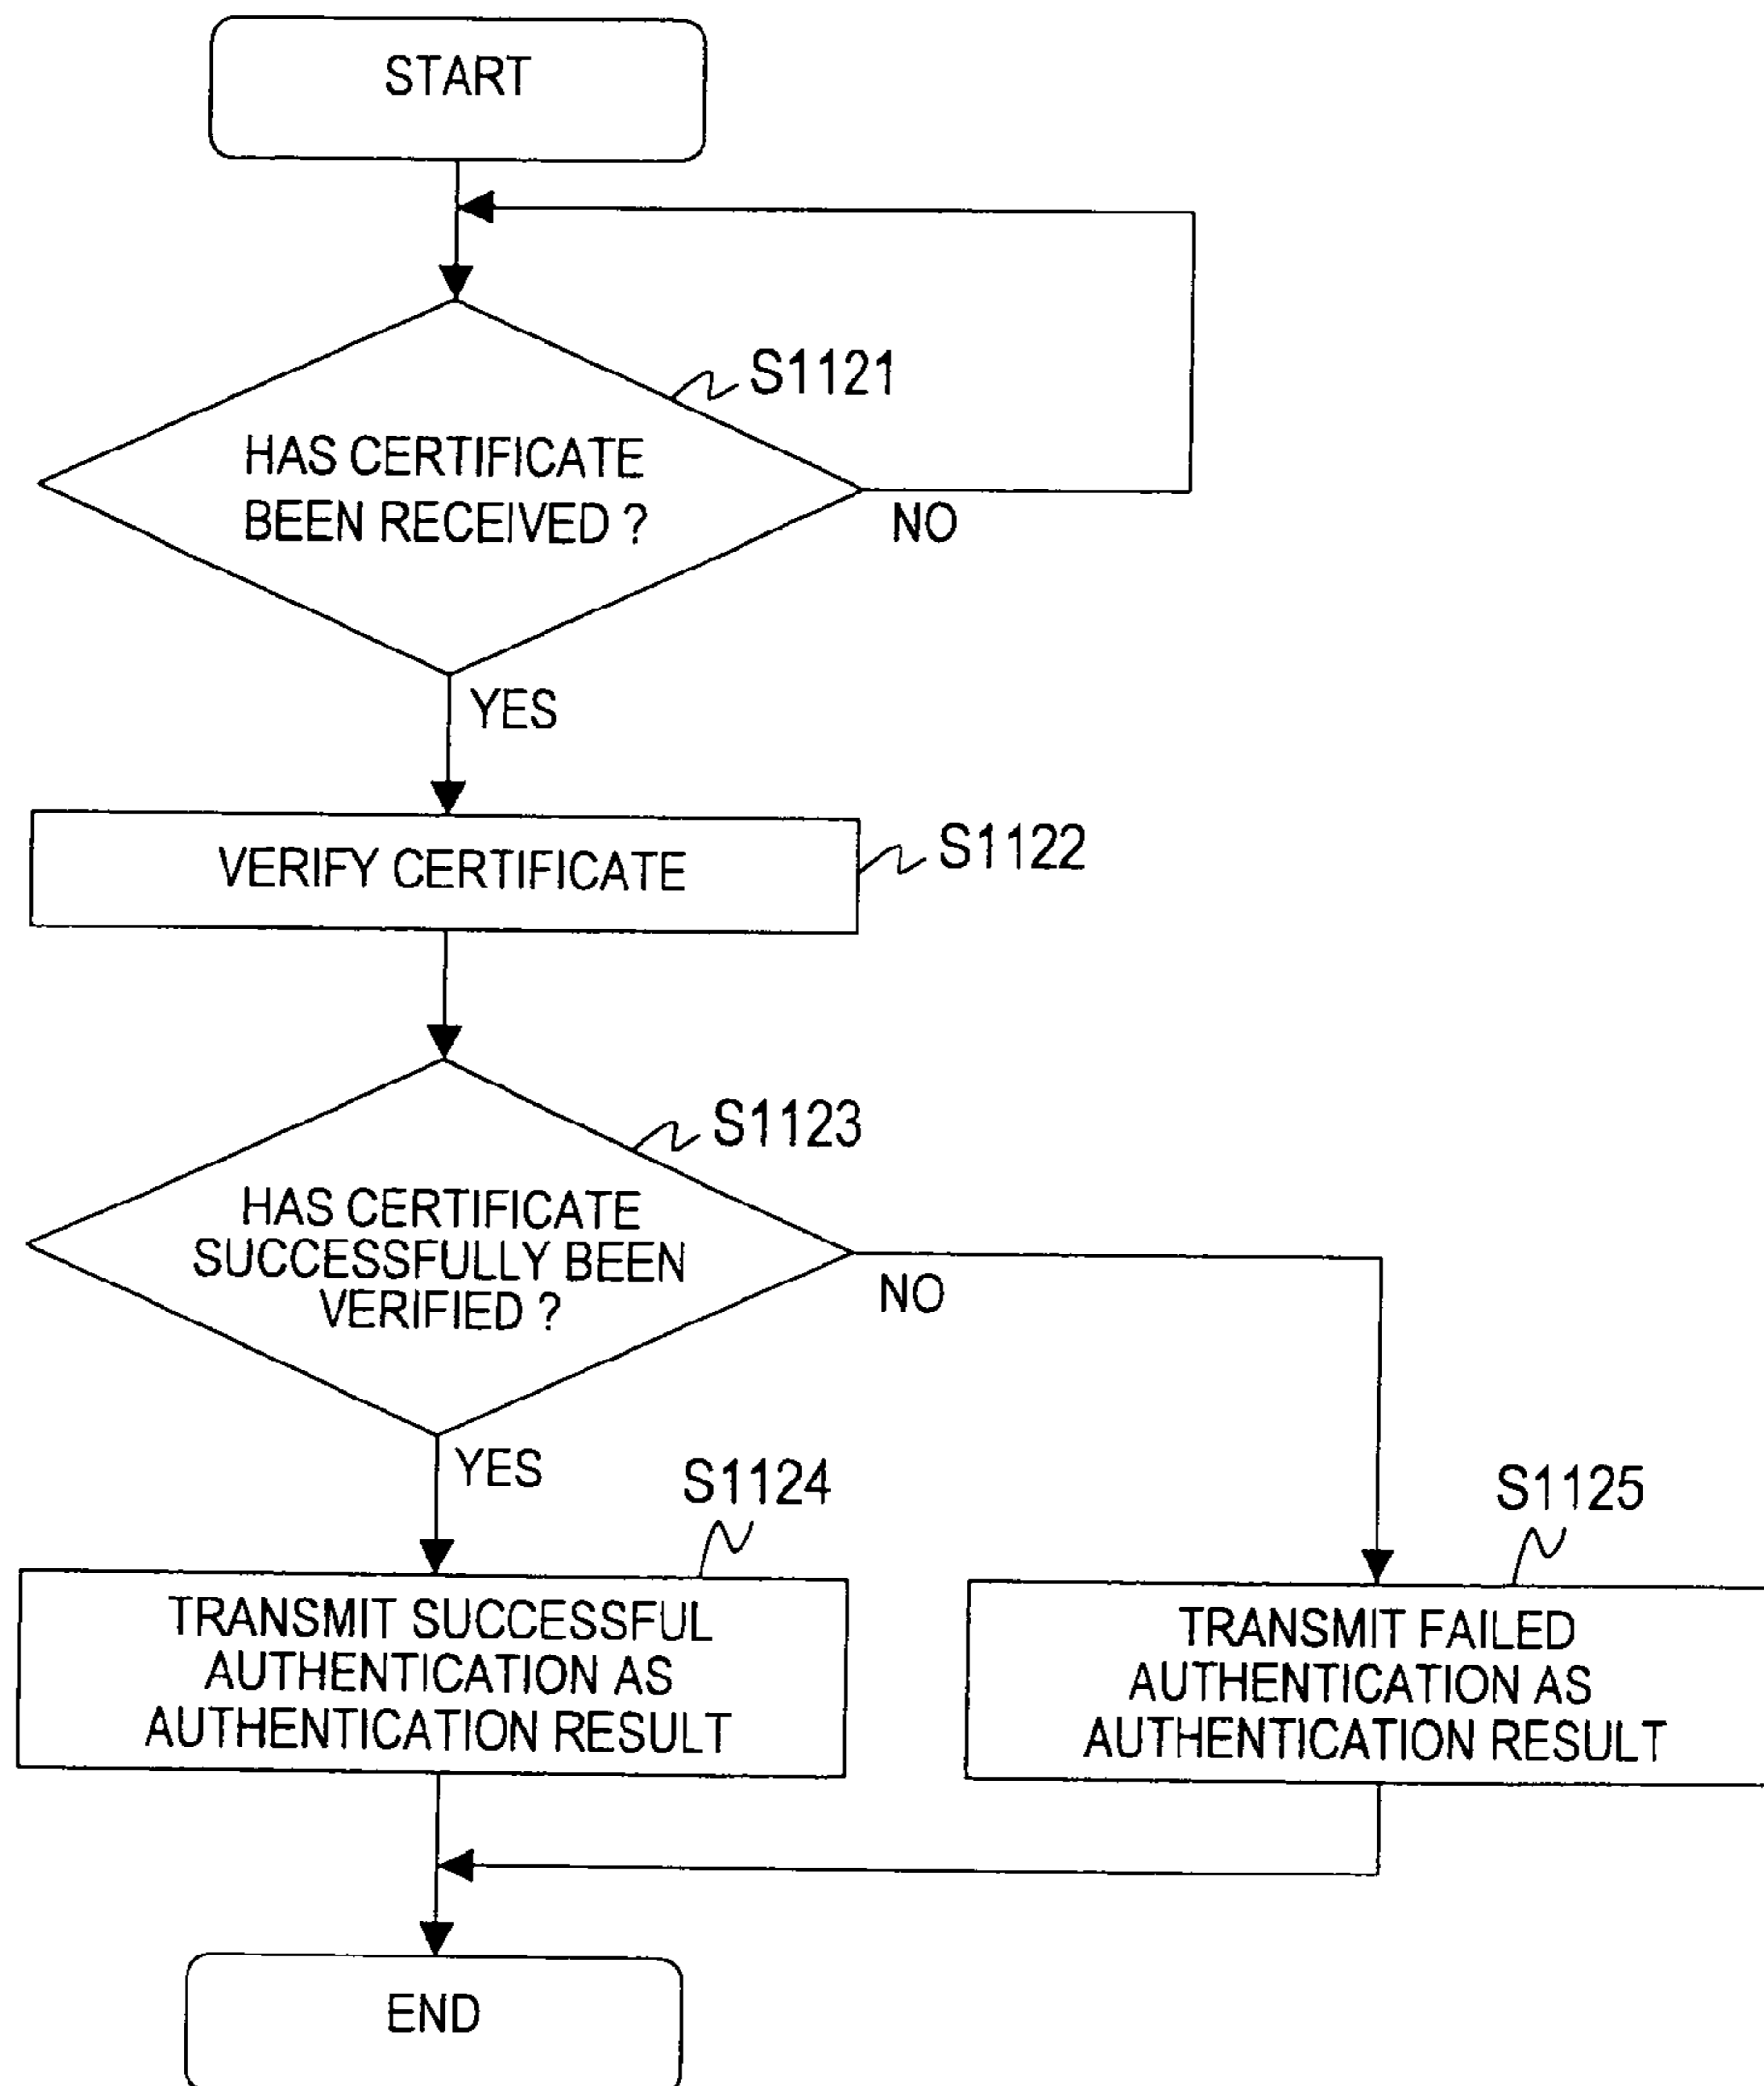 START
S1121
HAS CERTIFICATE
BEEN RECEIVED ?
NO
YES
VERIFY CERTIFICATE
S1122
S1123
HAS CERTIFICATE
SUCCESSFULLY BEEN
VERIFIED ?
NO
YES
S1124
S1125
TRANSMIT SUCCESSFUL
AUTHENTICATION AS
AUTHENTICATION RESULT
TRANSMIT FAILED
AUTHENTICATION AS
AUTHENTICATION RESULT
END